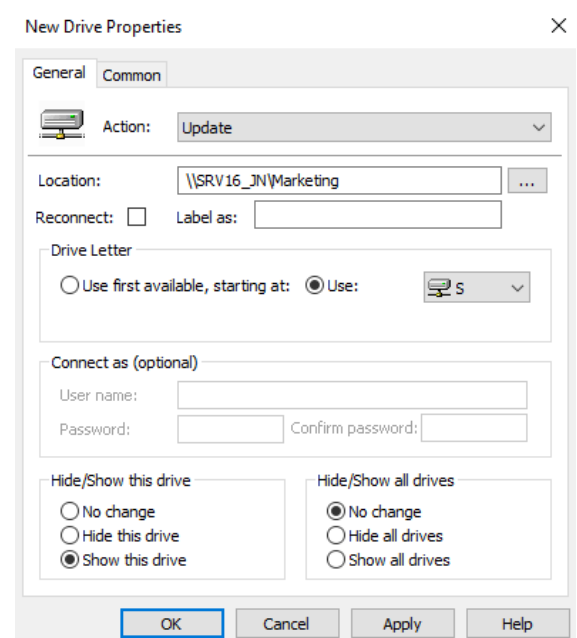 New Drive Properties
General Common
Action: Update
Location: \\SRV16_JN\Marketing ...
Reconnect: Label as:
Drive Letter
Use first available, starting at: Use: S
Connect as (optional)
User name:
Password: Confirm password:
Hide/Show this drive Hide/Show all drives
No change No change
Hide this drive Hide all drives
Show this drive Show all drives
OK Cancel Apply Help